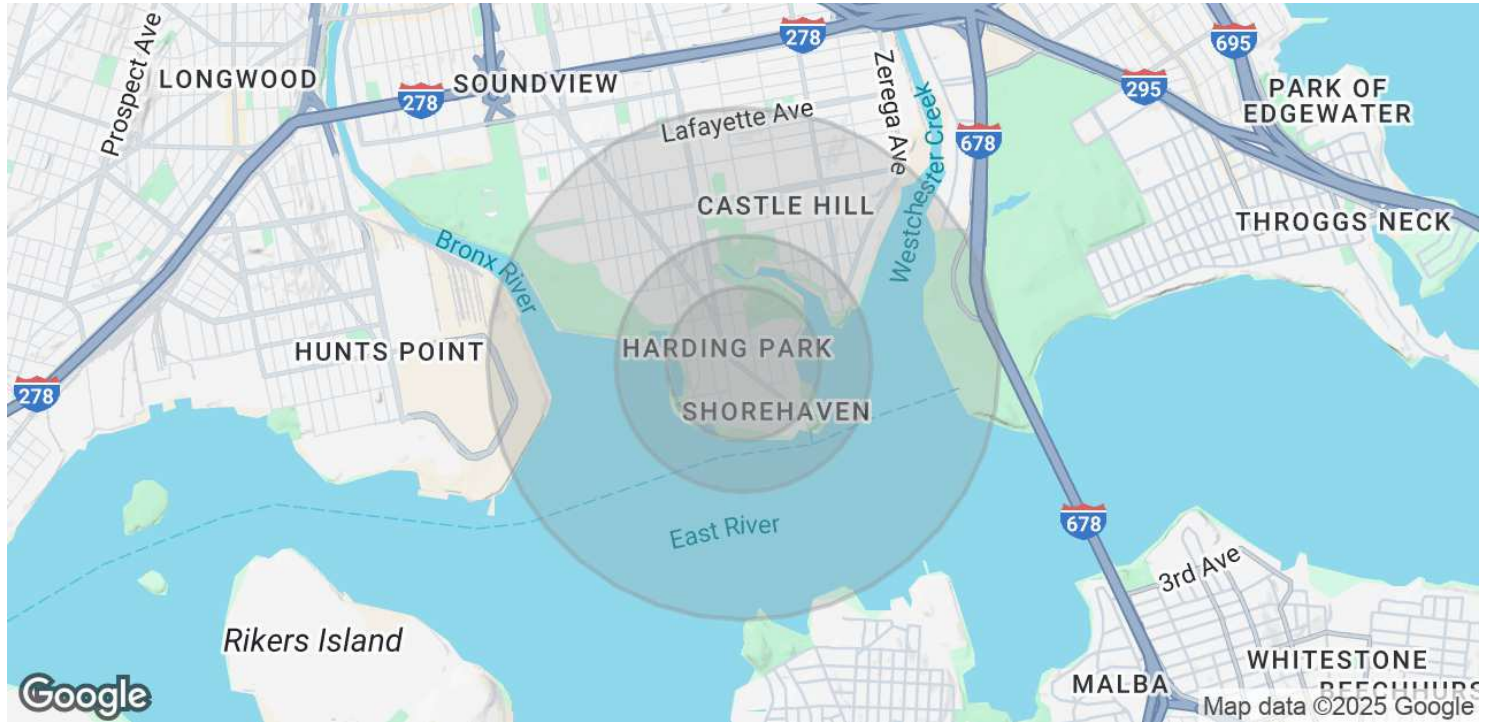 Prospect Ave
LONGWOOD
278
SOUNDVIEW
278
Lafayette Ave
Zerega Ave
Westchester Creek
678
695
295
PARK OF
EDGEWATER
CASTLE HILL
THROGGS NECK
Bronx River
HUNTS POINT
HARDING PARK
SHOREHAVEN
278
East River
678
3rd Ave
Rikers Island
WHITESTONE
MALBA
BEECHHURS
Google
Map data ©2025 Google